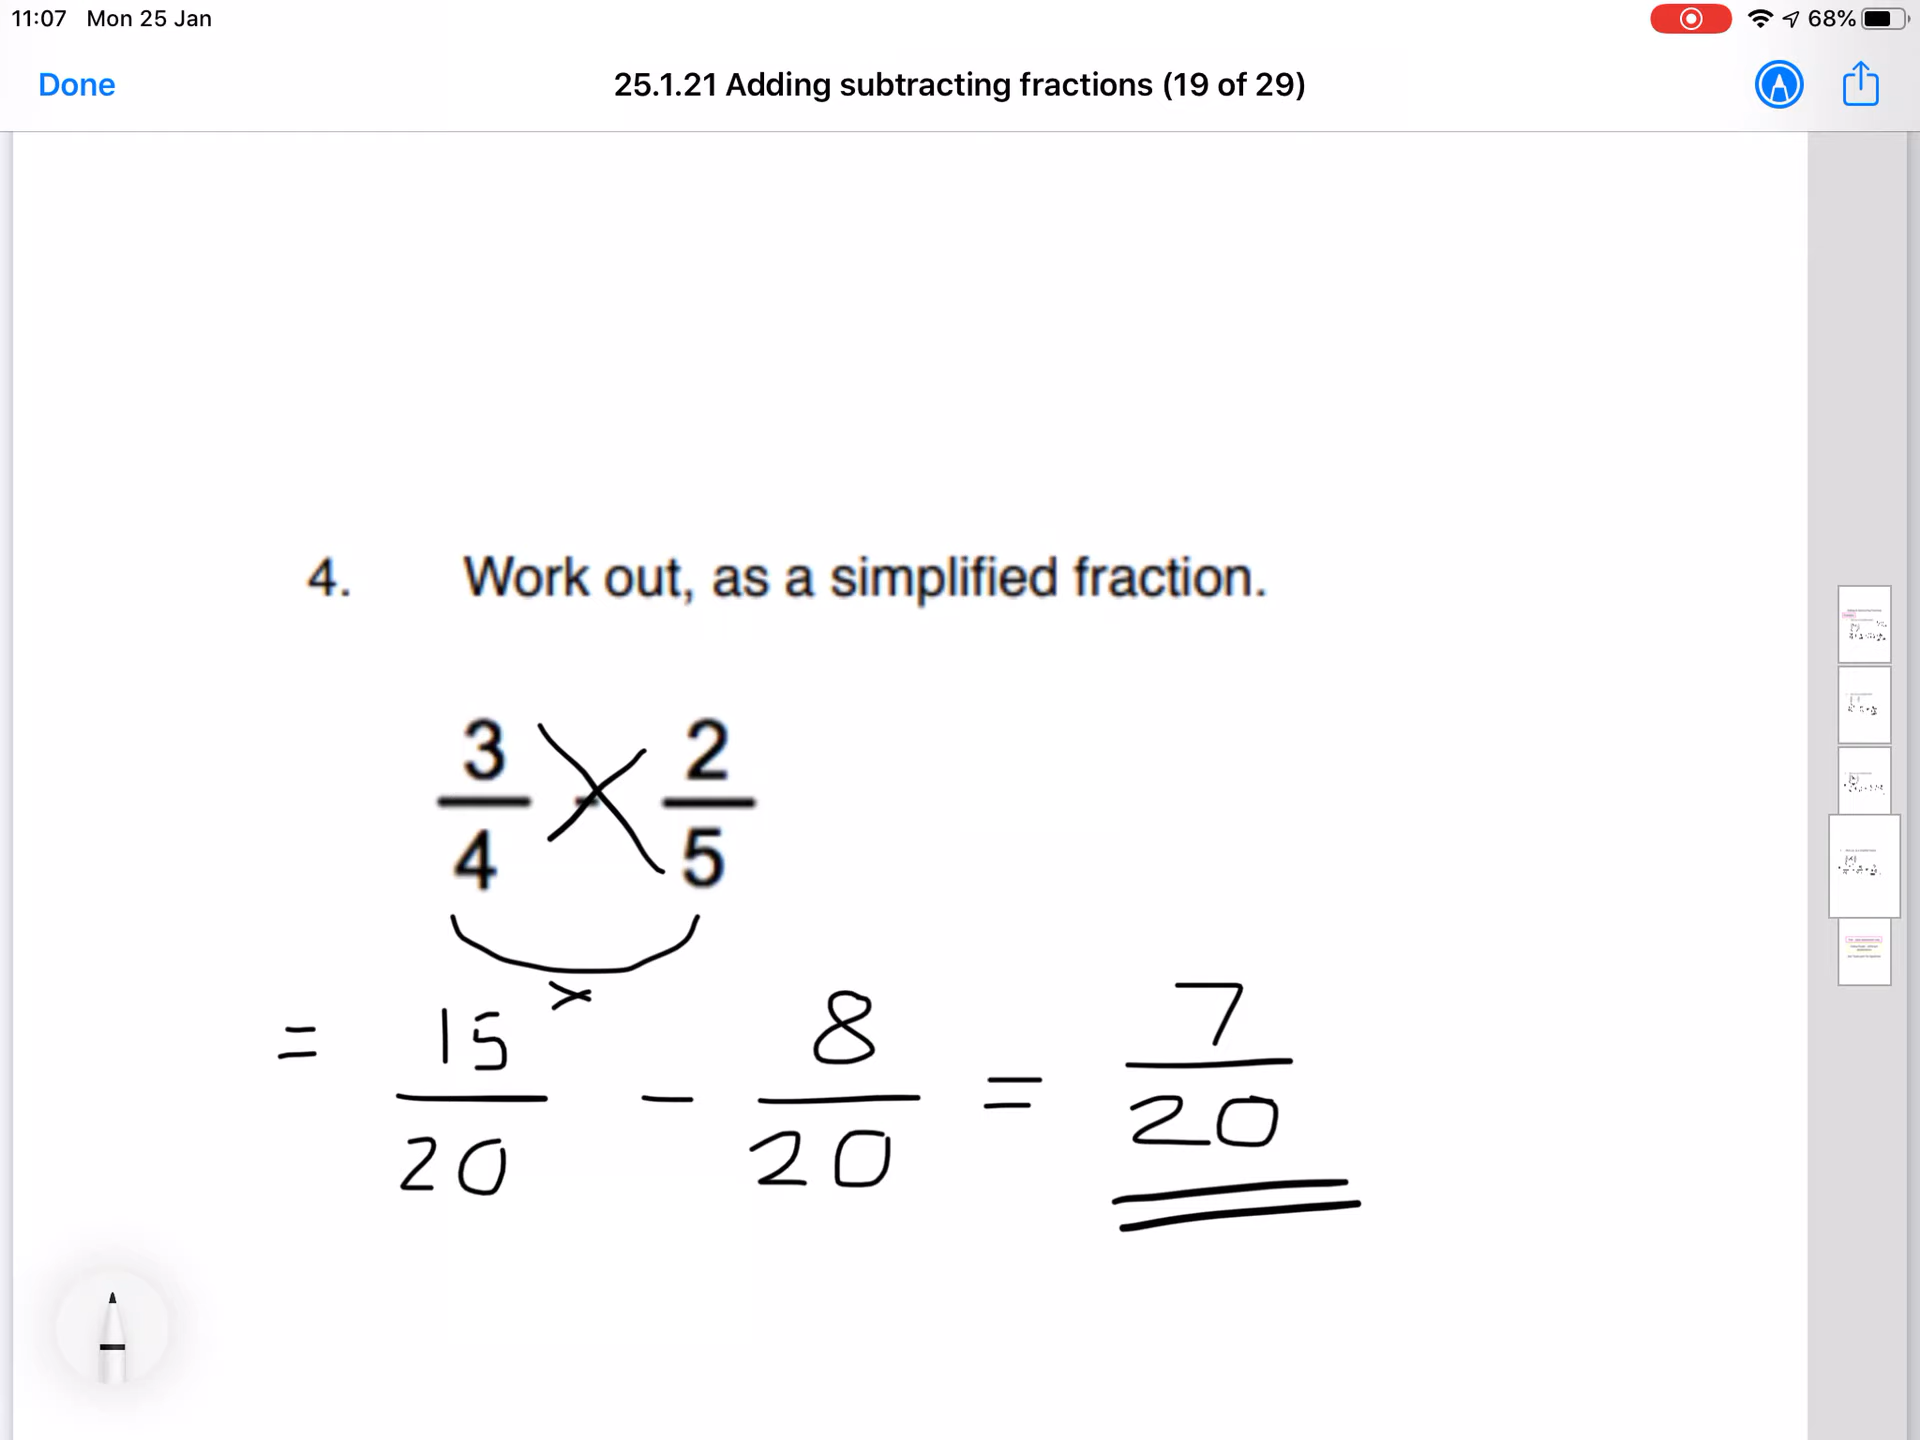 11:07 Mon 25 Jan 68%
Done 25.1.21 Adding subtracting fractions (19 of 29)
4. Work out, as a simplified fraction.
3 2
- 
4 5
×
= 15/20 - 8/20 = 7/20